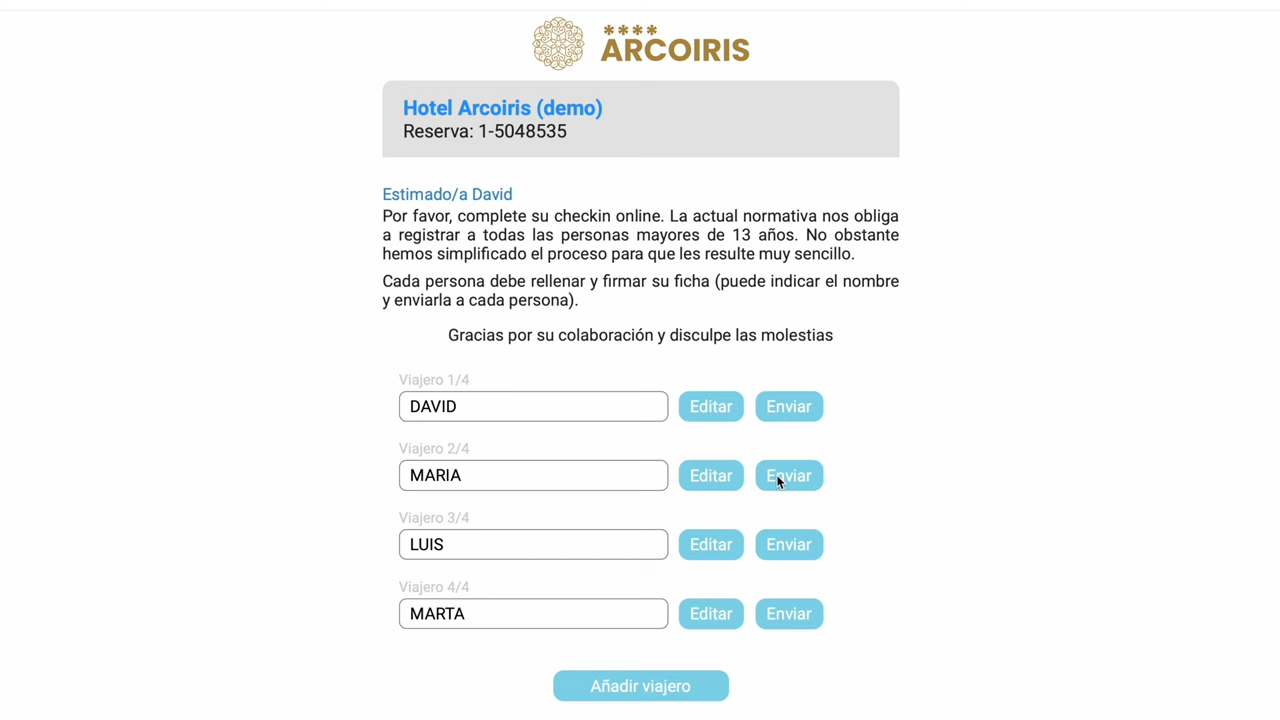 ****
ARCOIRIS
Hotel Arcoiris (demo)
Reserva: 1-5048535
Estimado/a David
Por favor, complete su checkin online. La actual normativa nos obliga
a registrar a todas las personas mayores de 13 años. No obstante
hemos simplificado el proceso para que les resulte muy sencillo.
Cada persona debe rellenar y firmar su ficha (puede indicar el nombre
y enviarla a cada persona).
Gracias por su colaboración y disculpe las molestias
Viajero 1/4
DAVID Editar Enviar
Viajero 2/4
MARIA Editar Enviar
Viajero 3/4
LUIS Editar Enviar
Viajero 4/4
MARTA Editar Enviar
Añadir viajero